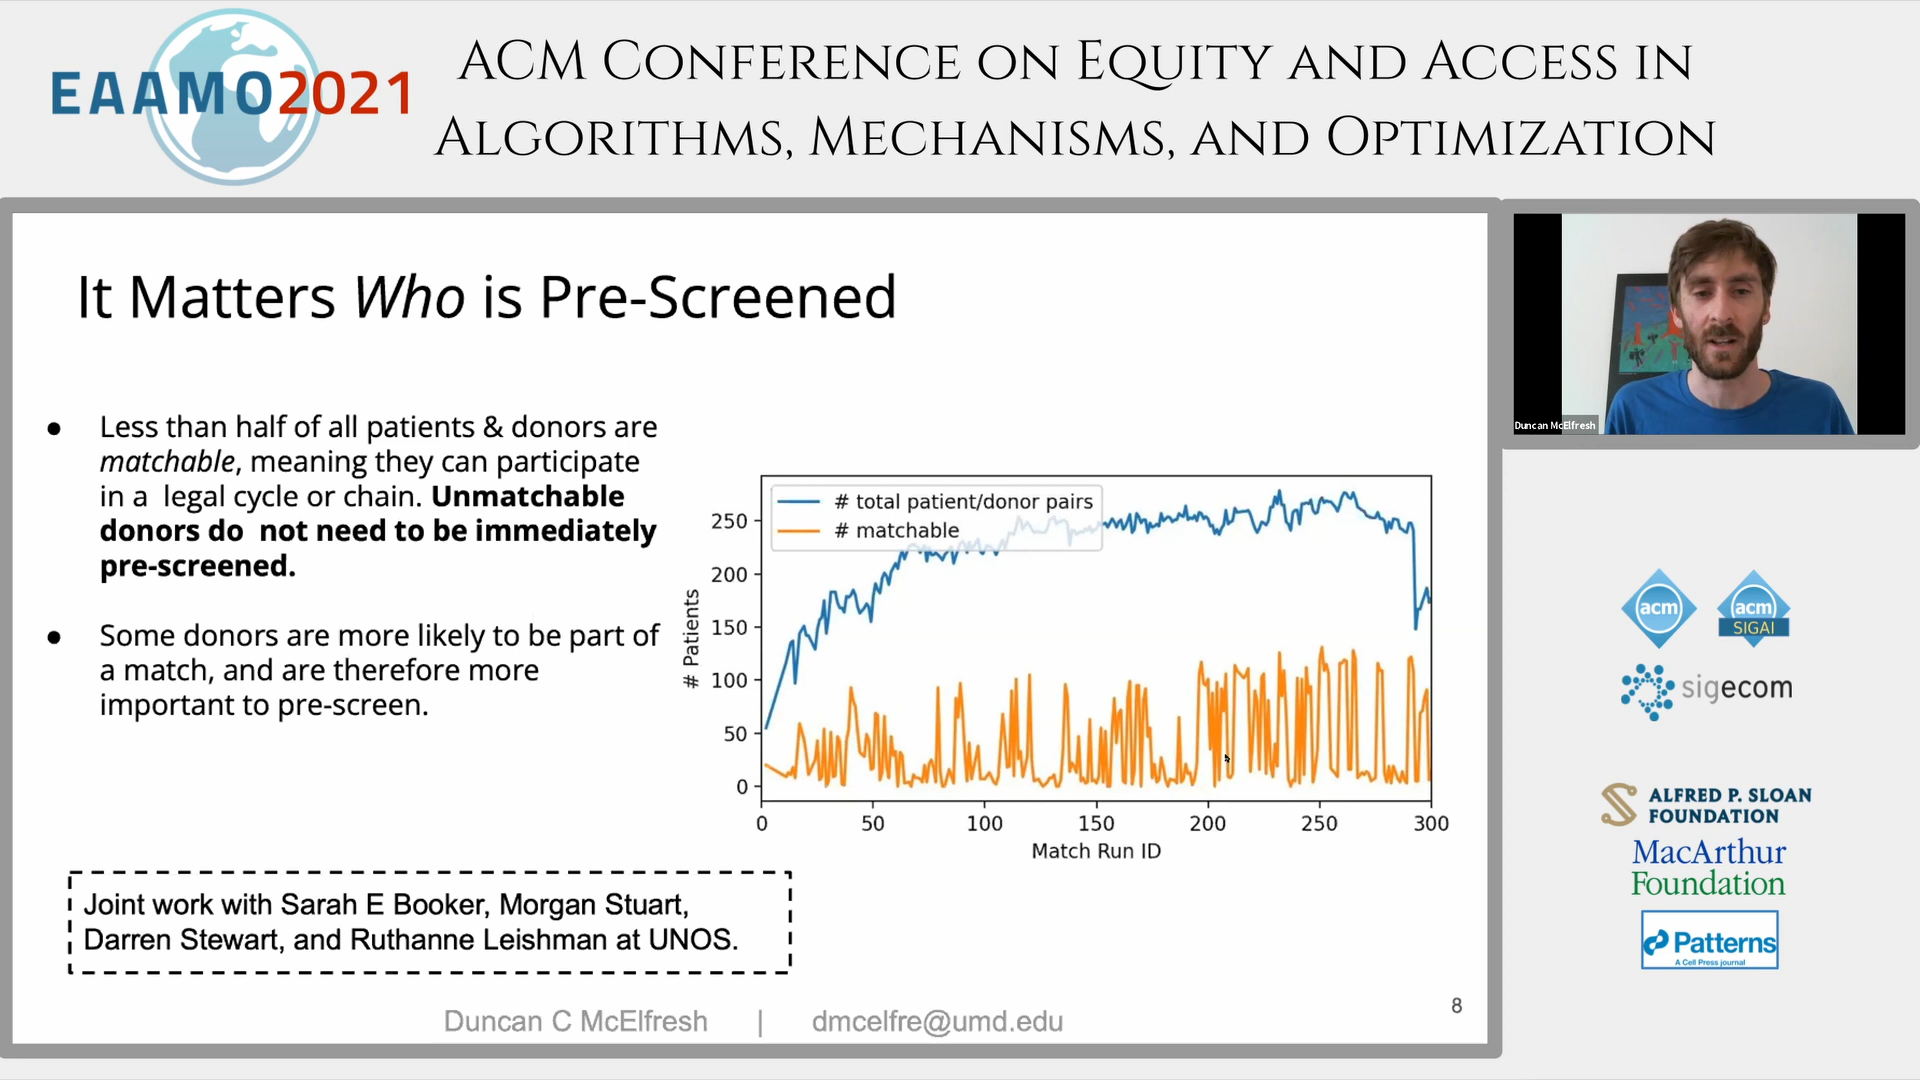 EAAMO2021
ACM Conference on Equity and Access in
Algorithms, Mechanisms, and Optimization
It Matters Who is Pre-Screened
● Less than half of all patients & donors are
matchable, meaning they can participate
in a legal cycle or chain. Unmatchable
donors do not need to be immediately
pre-screened.
● Some donors are more likely to be part of
a match, and are therefore more
important to pre-screen.
# total patient/donor pairs
# matchable
# Patients
250
200
150
100
50
0
0 50 100 150 200 250 300
Match Run ID
Joint work with Sarah E Booker, Morgan Stuart,
Darren Stewart, and Ruthanne Leishman at UNOS.
Duncan C McElfresh | dmcelfre@umd.edu
8
Duncan McElfresh
acm
acm
SIGAI
sigecom
ALFRED P. SLOAN
FOUNDATION
MacArthur
Foundation
Patterns
A Cell Press journal